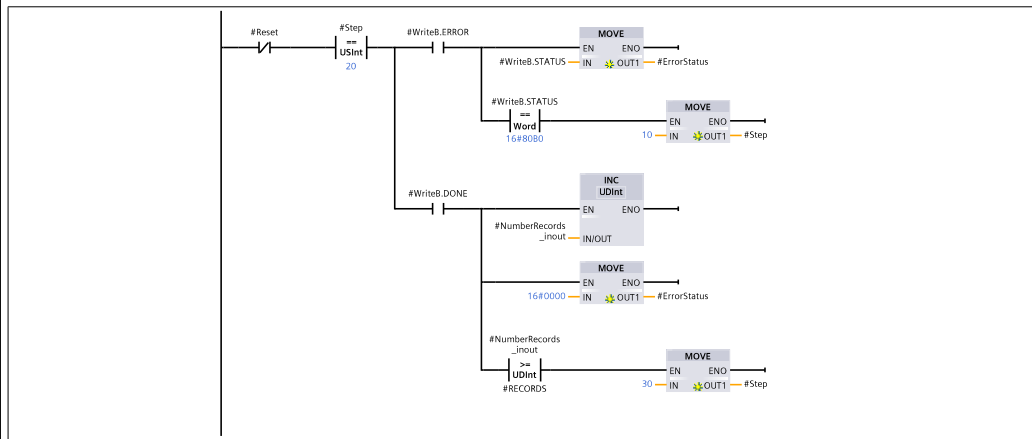 #Reset
#Step
==
USInt
20
#WriteB.ERROR
MOVE
EN ENO
#WriteB.STATUS IN OUT1 #ErrorStatus
#WriteB.STATUS
==
Word
16#80B0
MOVE
EN ENO
10 IN OUT1 #Step
#WriteB.DONE
INC
UDInt
EN ENO
#NumberRecords
_inout IN/OUT
MOVE
EN ENO
16#0000 IN OUT1 #ErrorStatus
#NumberRecords
_inout
>=
UDInt
#RECORDS
MOVE
EN ENO
30 IN OUT1 #Step